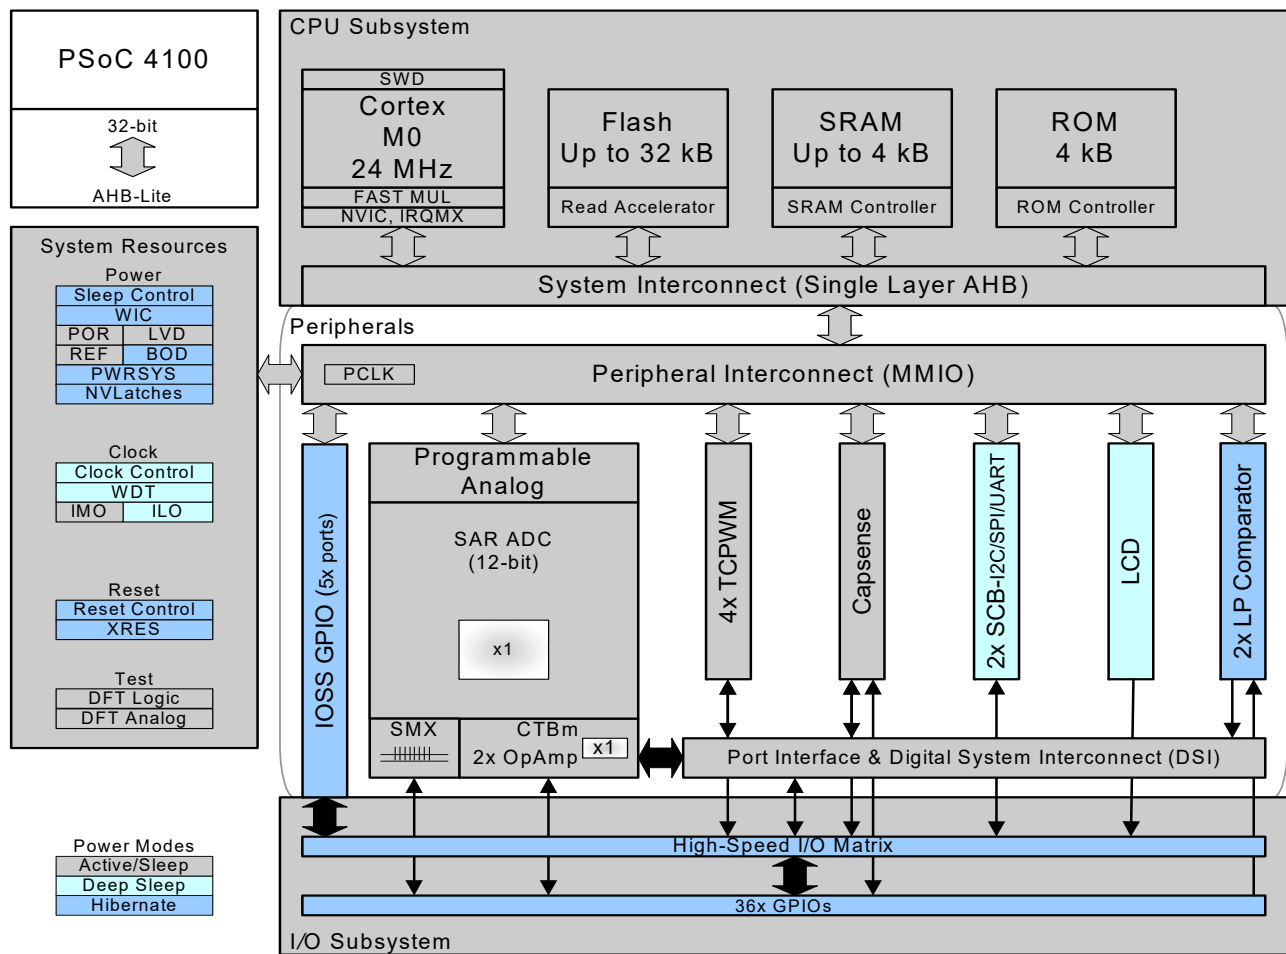 PSoC 4100
32-bit
AHB-Lite
CPU Subsystem
SWD
Cortex
M0
24 MHz
FAST MUL
NVIC, IRQMX
Flash
Up to 32 kB
Read Accelerator
SRAM
Up to 4 kB
SRAM Controller
ROM
4 kB
ROM Controller
System Interconnect (Single Layer AHB)
System Resources
Power
Sleep Control
WIC
POR LVD
REF BOD
PWRSYS
NVLatches
Clock
Clock Control
WDT
IMO ILO
Reset
Reset Control
XRES
Test
DFT Logic
DFT Analog
Peripherals
PCLK
Peripheral Interconnect (MMIO)
IOSS GPIO (5x ports)
Programmable
Analog
SAR ADC
(12-bit)
x1
SMX
CTBm
2x OpAmp
x1
4x TCPWM
Capsense
2x SCB-I2C/SPI/UART
LCD
2x LP Comparator
Port Interface & Digital System Interconnect (DSI)
High-Speed I/O Matrix
36x GPIOs
I/O Subsystem
Power Modes
Active/Sleep
Deep Sleep
Hibernate